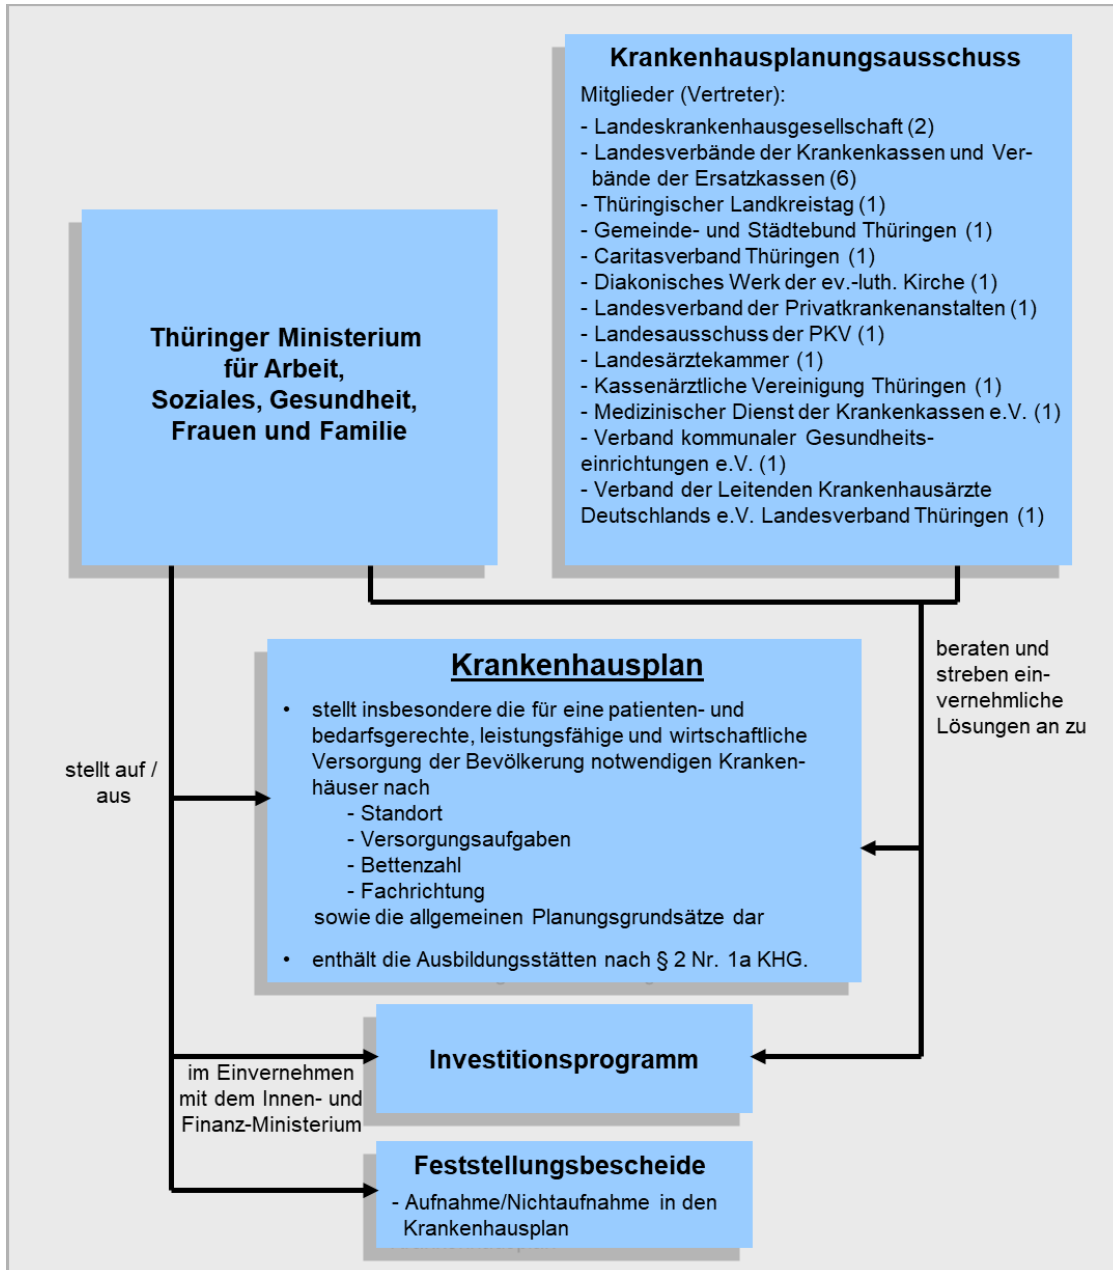 Krankenhausplanungsausschuss
Mitglieder (Vertreter):
- Landeskrankenhausgesellschaft (2)
- Landesverbände der Krankenkassen und Ver-
bände der Ersatzkassen (6)
- Thüringischer Landkreistag (1)
- Gemeinde- und Städtebund Thüringen (1)
- Caritasverband Thüringen (1)
- Diakonisches Werk der ev.-luth. Kirche (1)
- Landesverband der Privatkrankenanstalten (1)
- Landesausschuss der PKV (1)
- Landesärztekammer (1)
- Kassenärztliche Vereinigung Thüringen (1)
- Medizinischer Dienst der Krankenkassen e.V. (1)
- Verband kommunaler Gesundheits-
einrichtungen e.V. (1)
- Verband der Leitenden Krankenhausärzte
Deutschlands e.V. Landesverband Thüringen (1)
Thüringer Ministerium
für Arbeit,
Soziales, Gesundheit,
Frauen und Familie
beraten und
streben ein-
vernehmliche
Lösungen an zu
stellt auf /
aus
Krankenhausplan
• stellt insbesondere die für eine patienten- und
bedarfsgerechte, leistungsfähige und wirtschaftliche
Versorgung der Bevölkerung notwendigen Kranken-
häuser nach
- Standort
- Versorgungsaufgaben
- Bettenzahl
- Fachrichtung
sowie die allgemeinen Planungsgrundsätze dar
• enthält die Ausbildungsstätten nach § 2 Nr. 1a KHG.
Investitionsprogramm
im Einvernehmen
mit dem Innen- und
Finanz-Ministerium
Feststellungsbescheide
- Aufnahme/Nichtaufnahme in den
Krankenhausplan